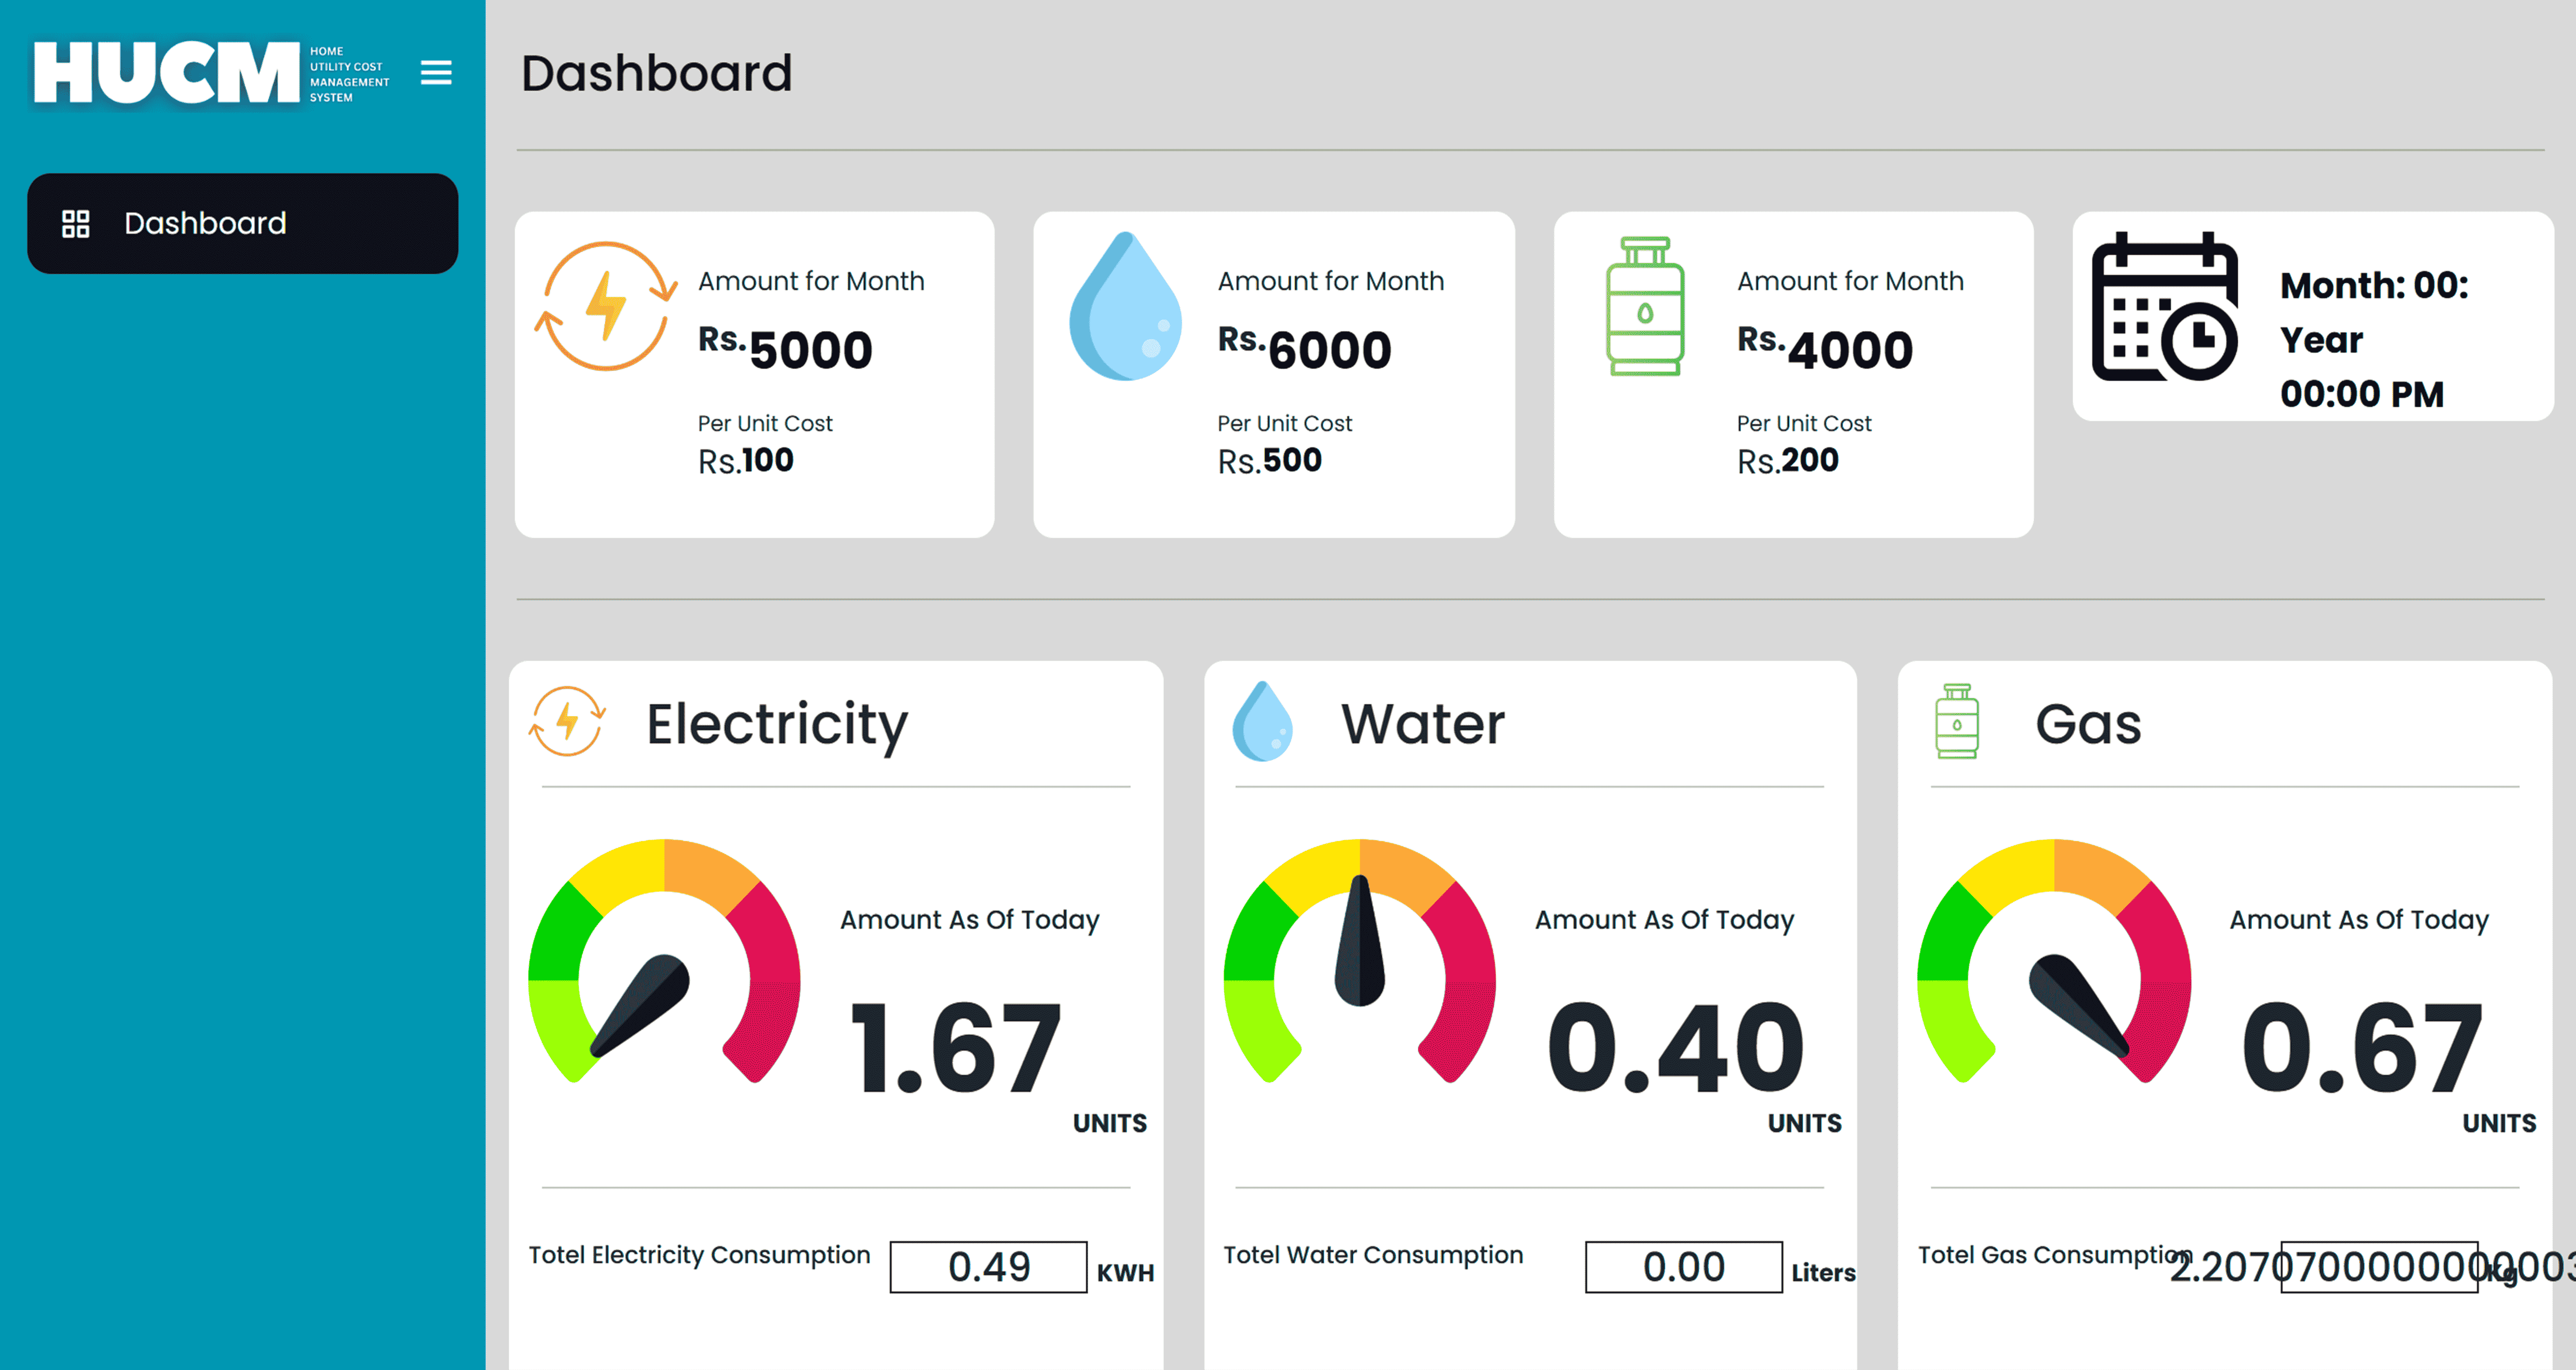 HUCM
HOME
UTILITY COST
MANAGEMENT
SYSTEM
Dashboard
Dashboard
Amount for Month
Rs.5000
Per Unit Cost
Rs.100
Amount for Month
Rs.6000
Per Unit Cost
Rs.500
Amount for Month
Rs.4000
Per Unit Cost
Rs.200
Month: 00:
Year
00:00 PM
Electricity
Amount As Of Today
1.67
UNITS
Totel Electricity Consumption 0.49 KWH
Water
Amount As Of Today
0.40
UNITS
Totel Water Consumption 0.00 Liters
Gas
Amount As Of Today
0.67
UNITS
Totel Gas Consumption Kg